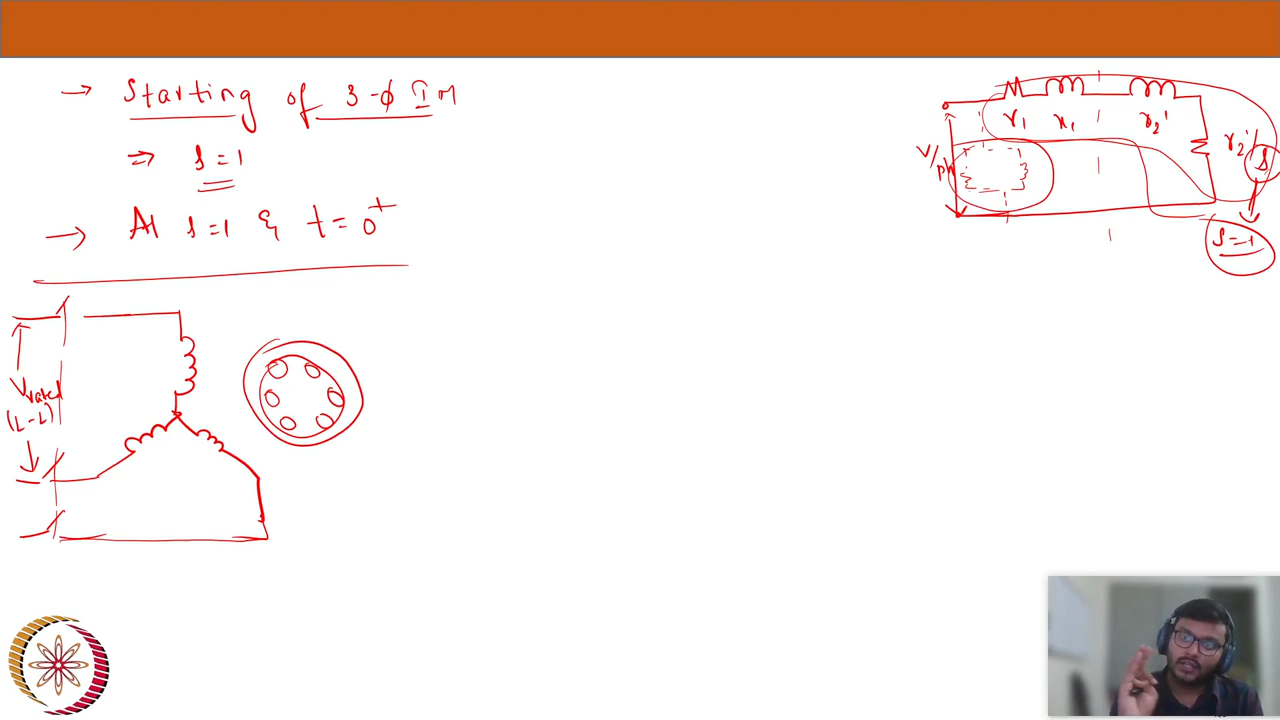 → Starting of 3-ϕ IM
⇒ s=1
→ At s=1 & t=0⁺
Vrated
(L-L)
r₁ x₁ r₂'
V/ph
r₂'/s
s=1